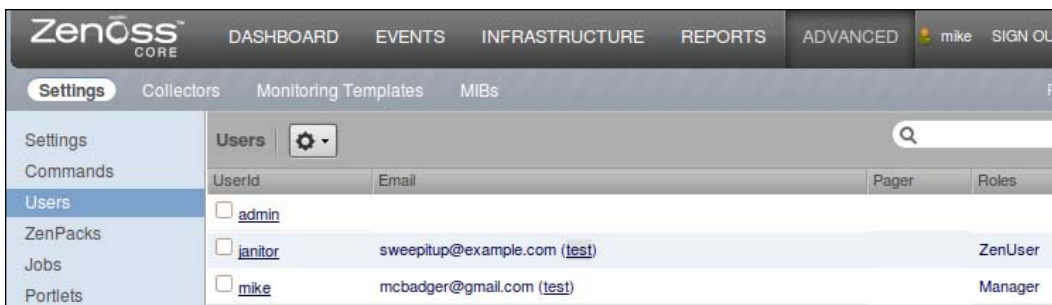 Zenōss™
CORE
DASHBOARD EVENTS INFRASTRUCTURE REPORTS ADVANCED mike SIGN OU
Settings Collectors Monitoring Templates MIBs
Settings
Commands
Users
ZenPacks
Jobs
Portlets
Users
UserId Email Pager Roles
admin
janitor sweepitup@example.com (test) ZenUser
mike mcbadger@gmail.com (test) Manager